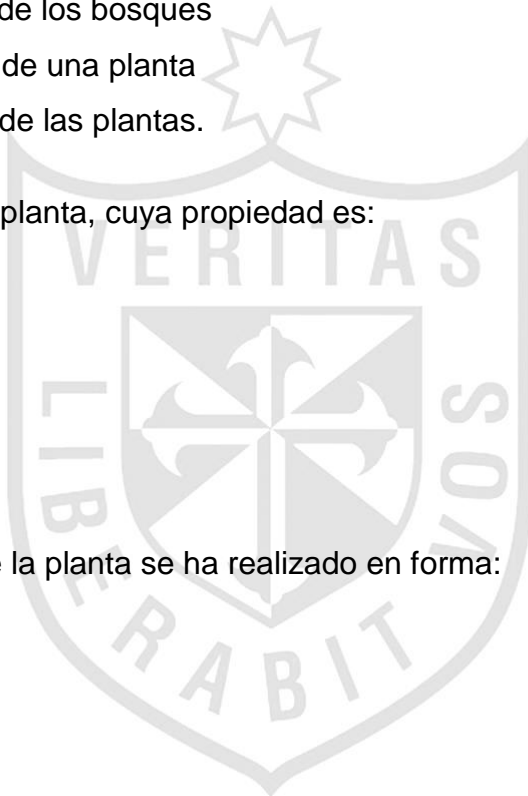 de los bosques
de una planta
de las plantas.
planta, cuya propiedad es:
VERITAS
LIBERABIT
VOS
la planta se ha realizado en forma: